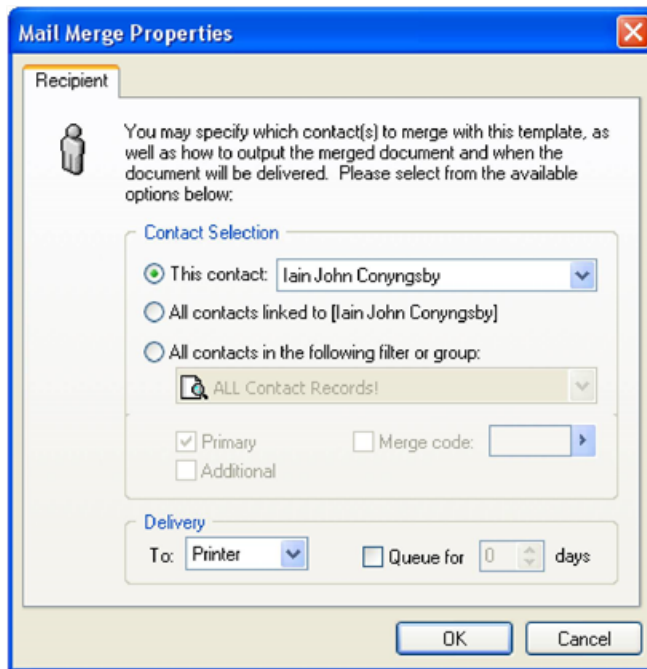 Mail Merge Properties
Recipient
You may specify which contact(s) to merge with this template, as
well as how to output the merged document and when the
document will be delivered. Please select from the available
options below:
Contact Selection
This contact: Iain John Conyngsby
All contacts linked to [Iain John Conyngsby]
All contacts in the following filter or group:
ALL Contact Records!
Primary Merge code:
Additional
Delivery
To: Printer Queue for 0 days
OK Cancel